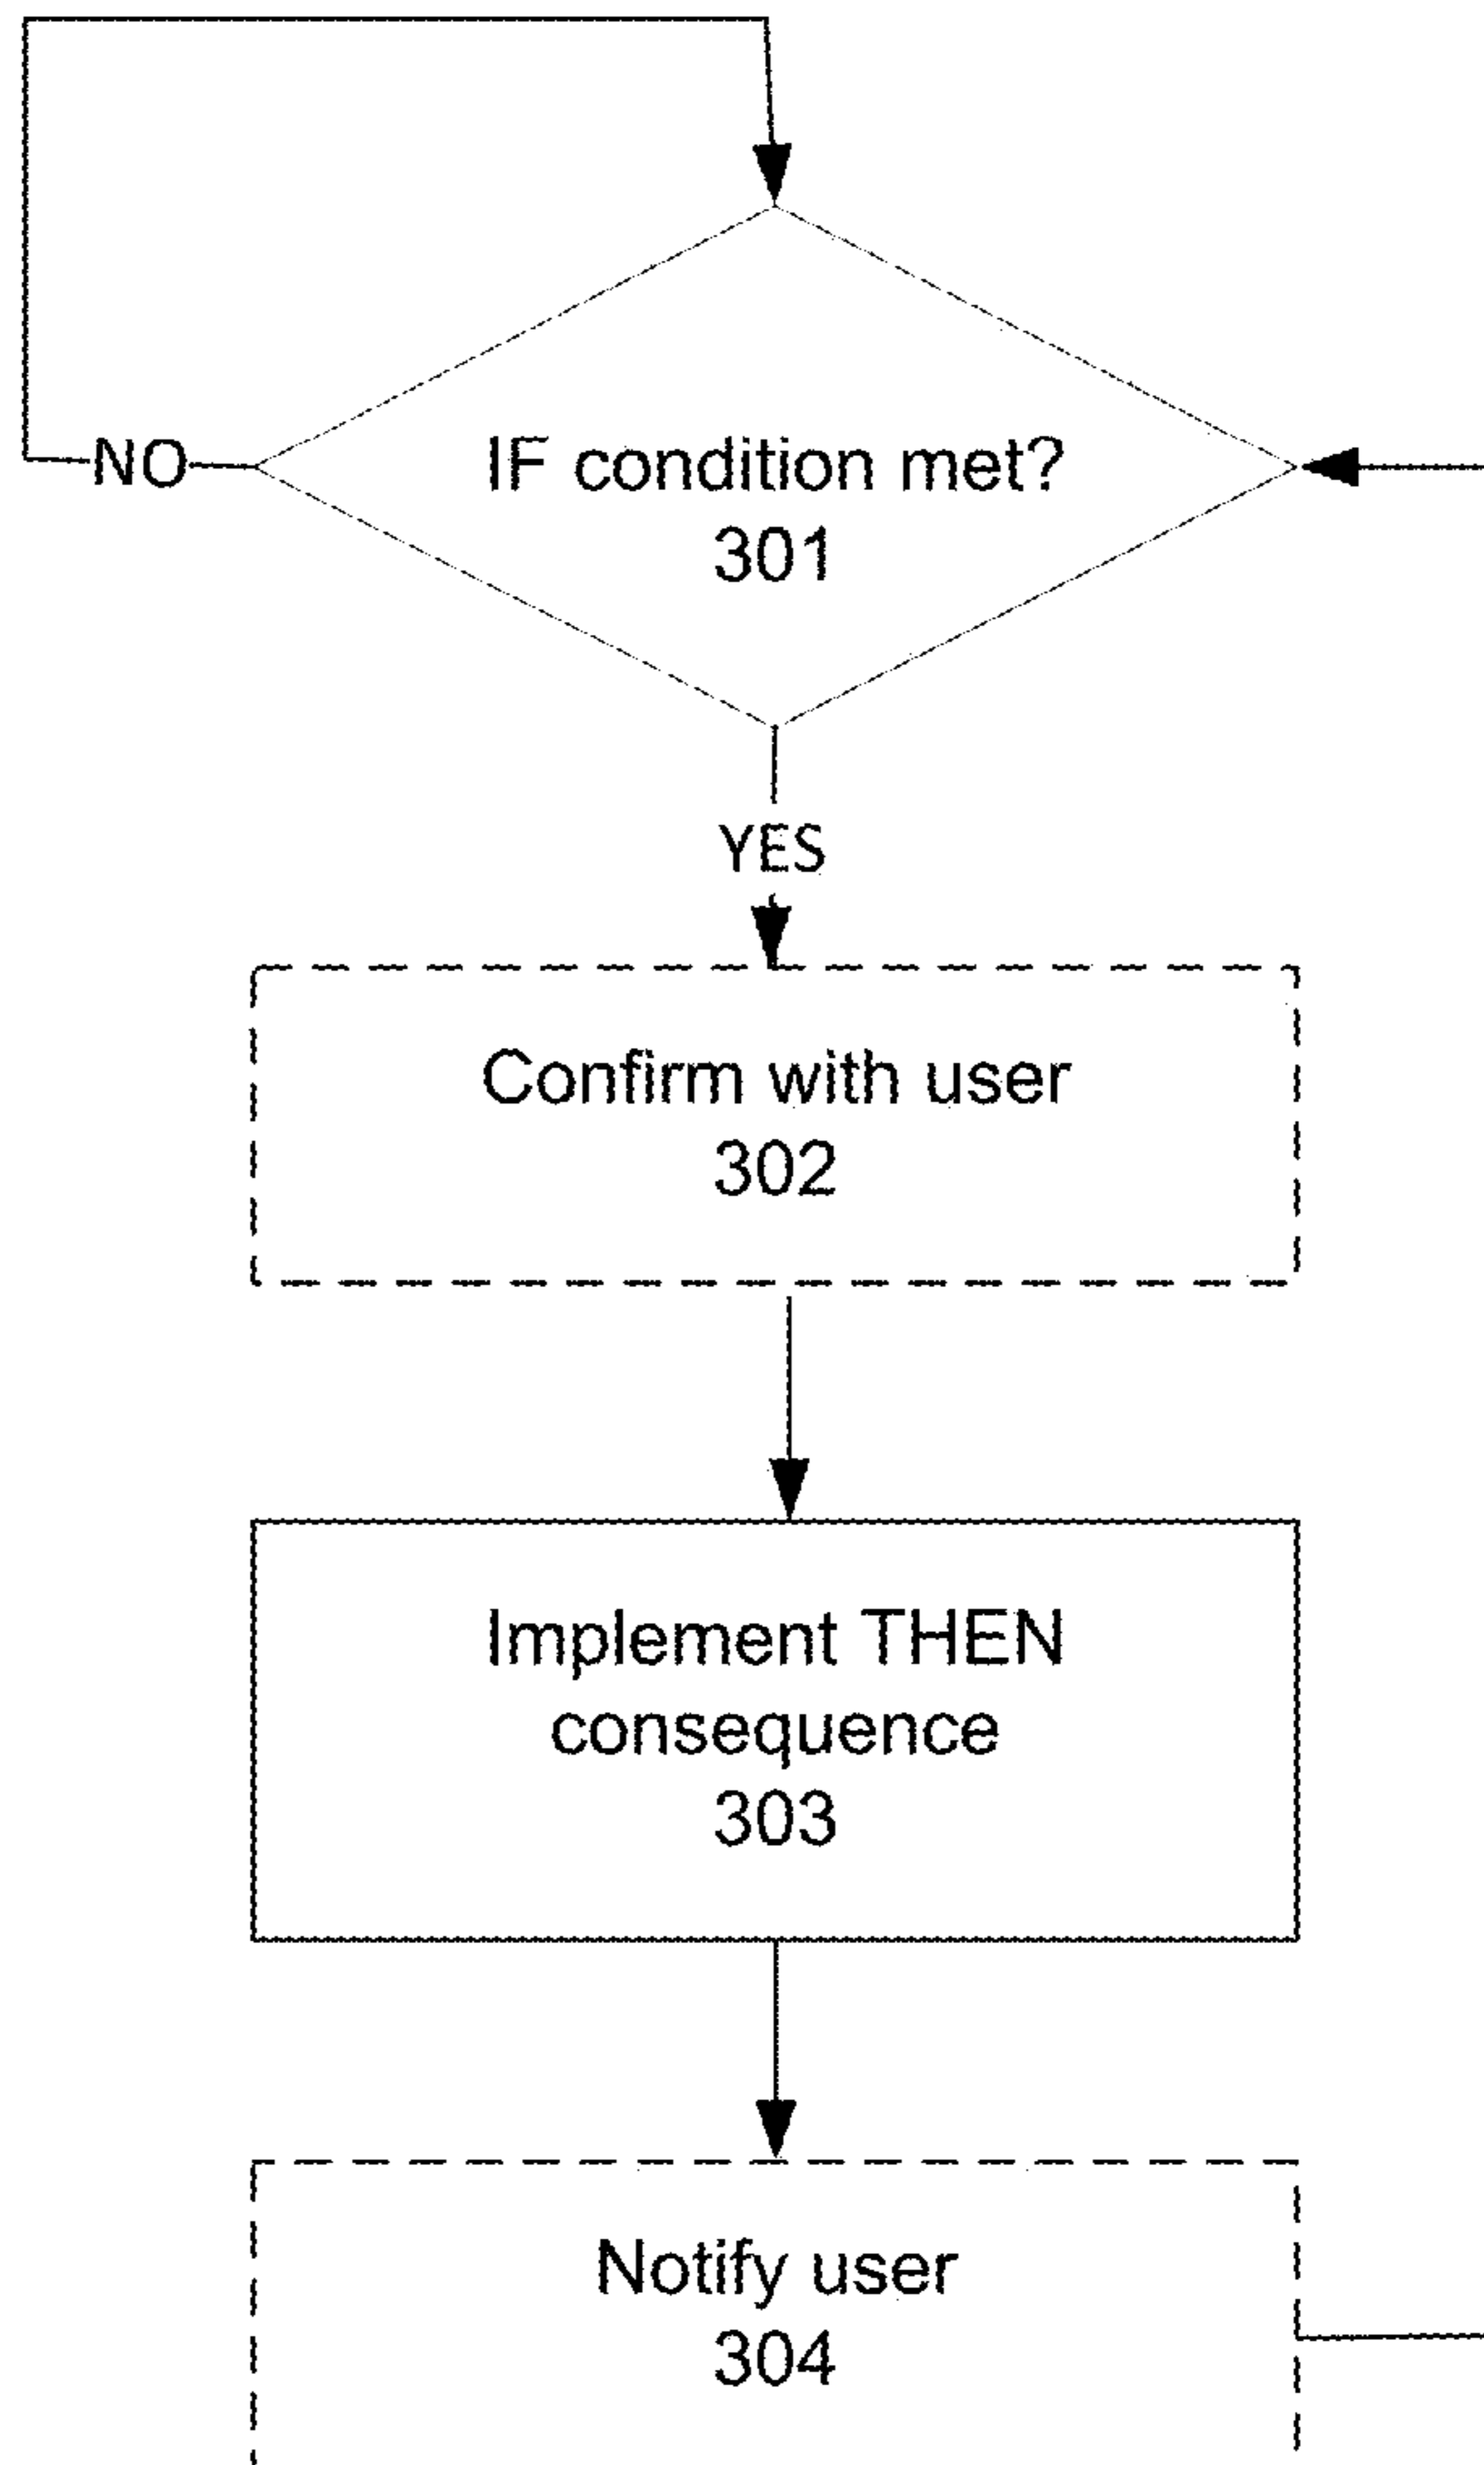 IF condition met?
301
NO
YES
Confirm with user
302
Implement THEN
consequence
303
Notify user
304